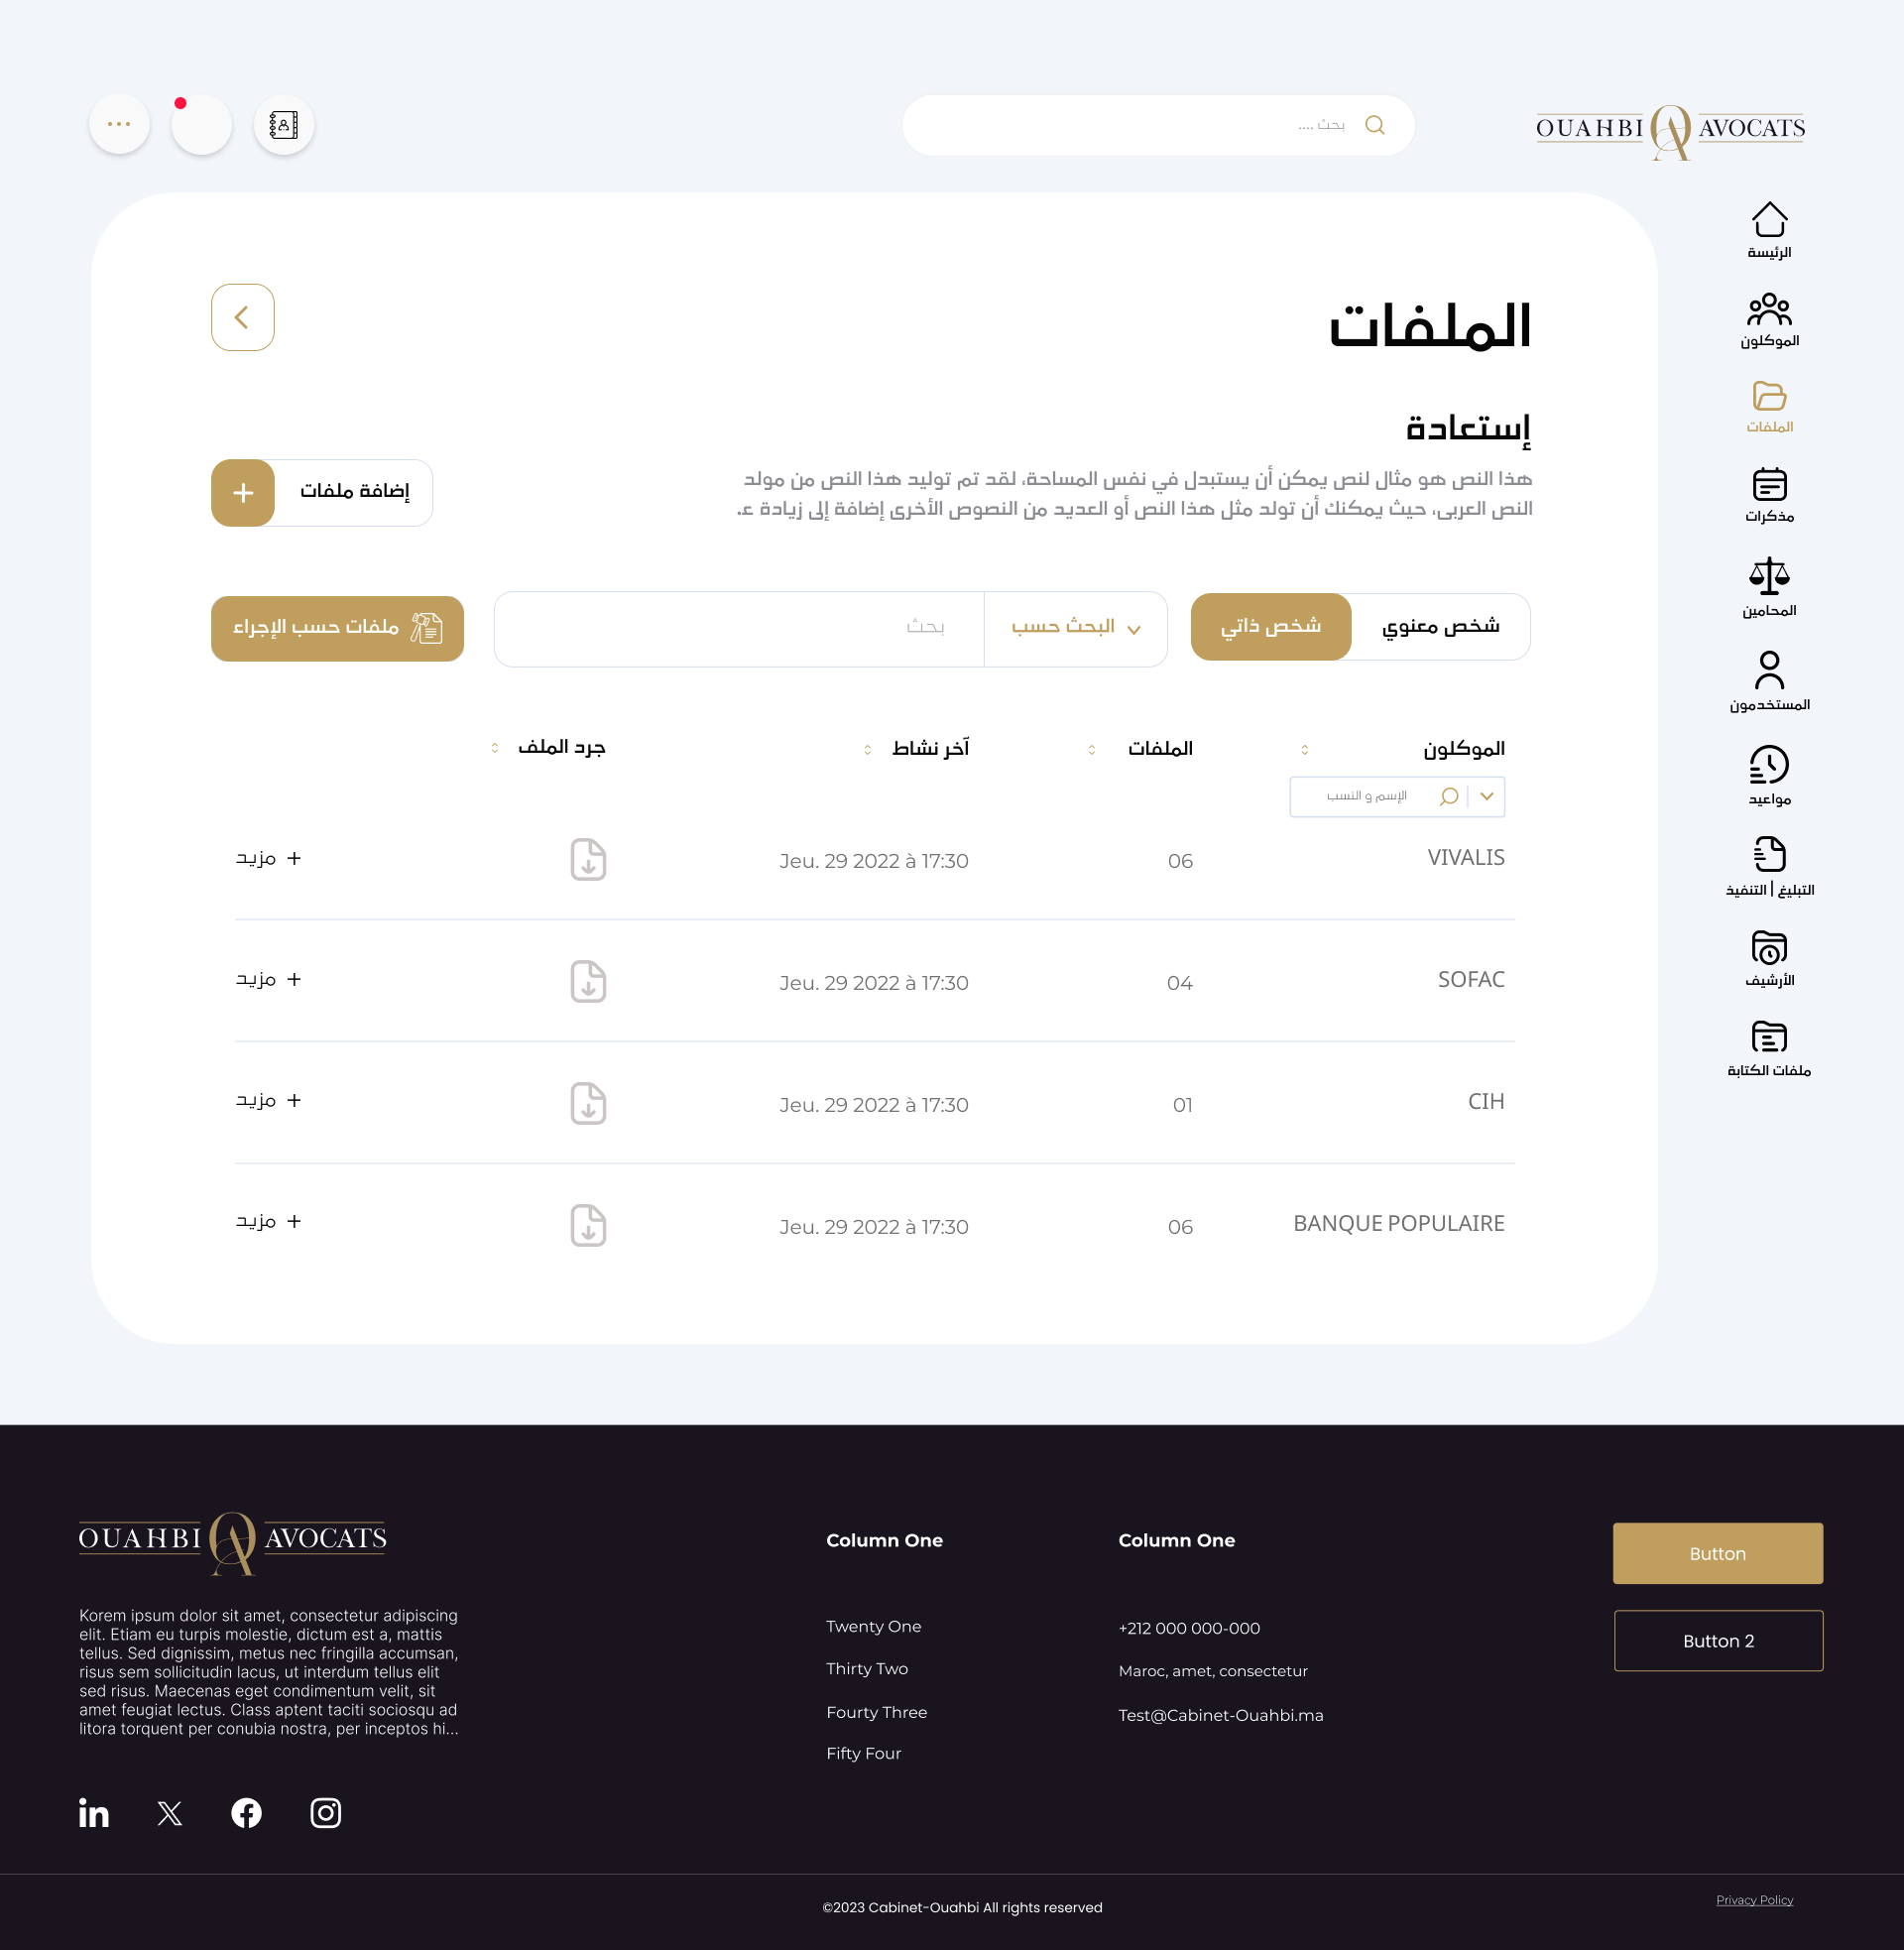 OUAHBI AVOCATS
بحث ....
الرئيسة
الموكلون
الملفات
مذكرات
المحامين
المستخدمون
مواعيد
التبليغ | التنفيذ
الأرشيف
ملفات الكتابة
الملفات
إستعادة
هذا النص هو مثال لنص يمكن أن يستبدل في نفس المساحة، لقد تم توليد هذا النص من مولد
النص العربى، حيث يمكنك أن تولد مثل هذا النص أو العديد من النصوص الأخرى إضافة إلى زيادة ع.
إضافة ملفات
شخص معنوي
شخص ذاتي
البحث حسب
بحث
ملفات حسب الإجراء
الموكلون
الملفات
آخر نشاط
جرد الملف
الإسم و النسب
VIVALIS
06
Jeu. 29 2022 à 17:30
مزيد
SOFAC
04
Jeu. 29 2022 à 17:30
مزيد
CIH
01
Jeu. 29 2022 à 17:30
مزيد
BANQUE POPULAIRE
06
Jeu. 29 2022 à 17:30
مزيد
OUAHBI AVOCATS
Korem ipsum dolor sit amet, consectetur adipiscing
elit. Etiam eu turpis molestie, dictum est a, mattis
tellus. Sed dignissim, metus nec fringilla accumsan,
risus sem sollicitudin lacus, ut interdum tellus elit
sed risus. Maecenas eget condimentum velit, sit
amet feugiat lectus. Class aptent taciti sociosqu ad
litora torquent per conubia nostra, per inceptos hi...
Column One
Twenty One
Thirty Two
Fourty Three
Fifty Four
Column One
+212 000 000-000
Maroc, amet, consectetur
Test@Cabinet-Ouahbi.ma
Button
Button 2
©2023 Cabinet-Ouahbi All rights reserved
Privacy Policy